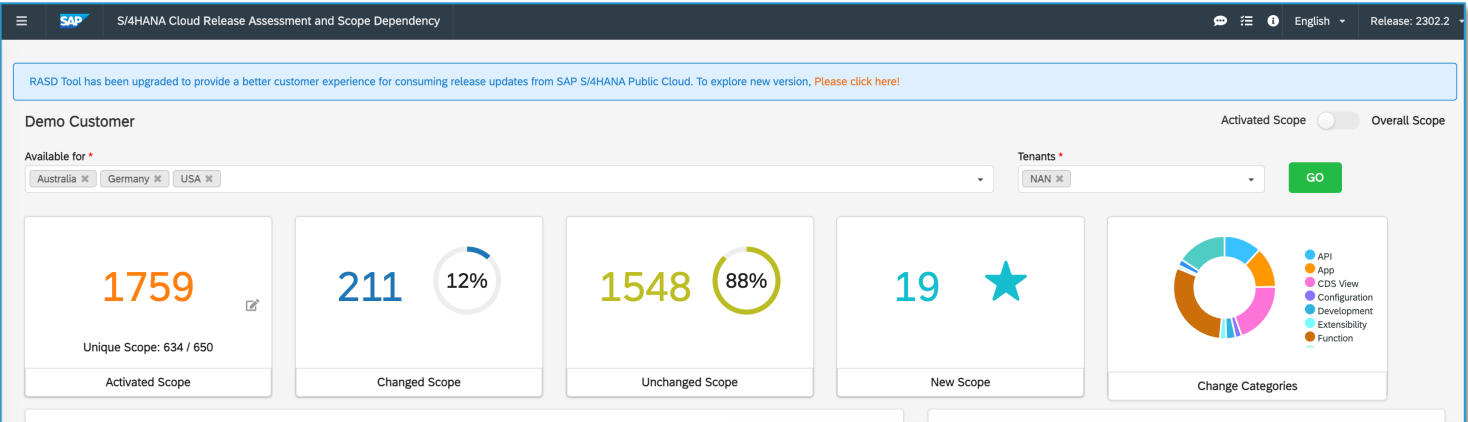 SAP S/4HANA Cloud Release Assessment and Scope Dependency English Release: 2302.2
RASD Tool has been upgraded to provide a better customer experience for consuming release updates from SAP S/4HANA Public Cloud. To explore new version, Please click here!
Demo Customer
Activated Scope Overall Scope
Available for *
Tenants *
Australia Germany USA
NAN
GO
1759
Unique Scope: 634 / 650
Activated Scope
211 12%
Changed Scope
1548 88%
Unchanged Scope
19
New Scope
API
App
CDS View
Configuration
Development
Extensibility
Function
Change Categories